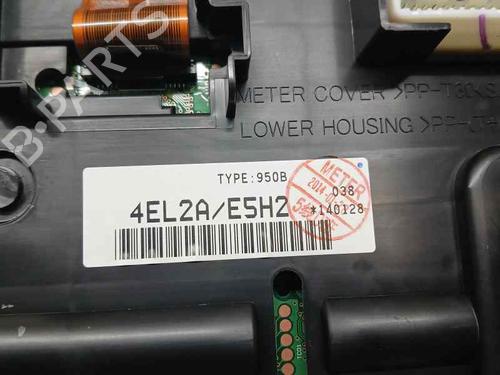 METER COVER >PP-T30<S
LOWER HOUSING >PP-
TYPE:950B
038
4EL2A/E5H2
*140128
METER
B-PARTS